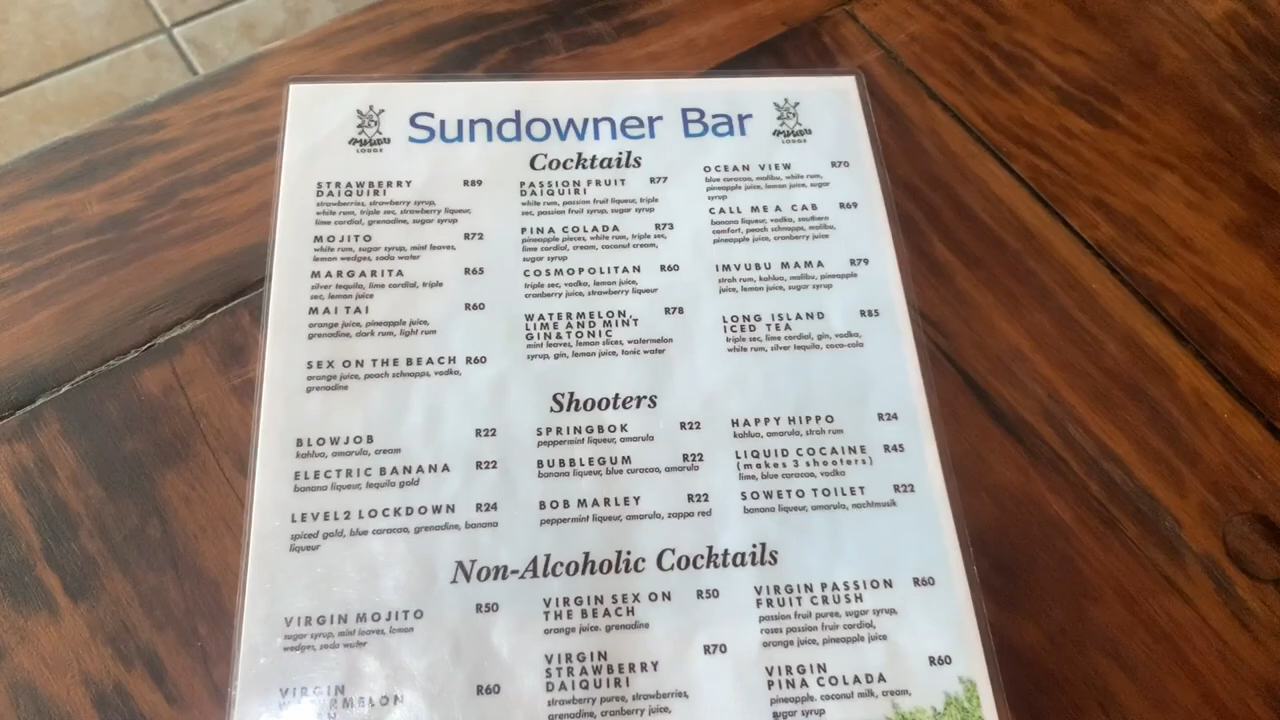 Sundowner Bar
IMVUBU
LODGE
IMVUBU
LODGE
Cocktails
STRAWBERRY R89
DAIQUIRI
strawberries, strawberry syrup,
white rum, triple sec, strawberry liqueur,
lime cordial, grenadine, sugar syrup
MOJITO R72
white rum, sugar syrup, mint leaves,
lemon wedges, soda water
MARGARITA R65
silver tequila, lime cordial, triple
sec, lemon juice
MAI TAI R60
orange juice, pineapple juice,
grenadine, dark rum, light rum
SEX ON THE BEACH R60
orange juice, peach schnapps, vodka,
grenadine
PASSION FRUIT R77
DAIQUIRI
white rum, passion fruit liqueur, triple
sec, passion fruit syrup, sugar syrup
PINA COLADA R73
pineapple pieces, white rum, triple sec,
lime cordial, cream, coconut cream,
sugar syrup
COSMOPOLITAN R60
triple sec, vodka, lemon juice,
cranberry juice, strawberry liqueur
WATERMELON, R78
LIME AND MINT
GIN&TONIC
mint leaves, lemon slices, watermelon
syrup, gin, lemon juice, tonic water
OCEAN VIEW R70
blue curacao, malibu, white rum,
pineapple juice, lemon juice, sugar
syrup
CALL ME A CAB R69
banana liqueur, vodka, southern
comfort, peach schnapps, malibu,
pineapple juice, cranberry juice
IMVUBU MAMA R79
stroh rum, kahlua, malibu, pineapple
juice, lemon juice, sugar syrup
LONG ISLAND R85
ICED TEA
triple sec, lime cordial, gin, vodka,
white rum, silver tequila, coca-cola
Shooters
BLOWJOB R22
kahlua, amarula, cream
ELECTRIC BANANA R22
banana liqueur, tequila gold
LEVEL2 LOCKDOWN R24
spiced gold, blue caracao, grenadine, banana
liqueur
SPRINGBOK R22
peppermint liqueur, amarula
BUBBLEGUM R22
banana liqueur, blue curacao, amarula
BOB MARLEY R22
peppermint liqueur, amarula, zappa red
HAPPY HIPPO R24
kahlua, amarula, stroh rum
LIQUID COCAINE R45
(makes 3 shooters)
lime, blue caracao, vodka
SOWETO TOILET R22
banana liqueur, amarula, nachtmusik
Non-Alcoholic Cocktails
VIRGIN MOJITO R50
sugar syrup, mint leaves, lemon
wedges, soda water
VIRGIN R60
VIRGIN SEX ON R50
THE BEACH
orange juice. grenadine
VIRGIN R70
STRAWBERRY
DAIQUIRI
strawberry puree, strawberries,
grenadine, cranberry juice,
VIRGIN PASSION R60
FRUIT CRUSH
passion fruit puree, sugar syrup,
roses passion fruir cordial,
orange juice, pineapple juice
VIRGIN R60
PINA COLADA
pineapple. coconut milk, cream,
sugar syrup